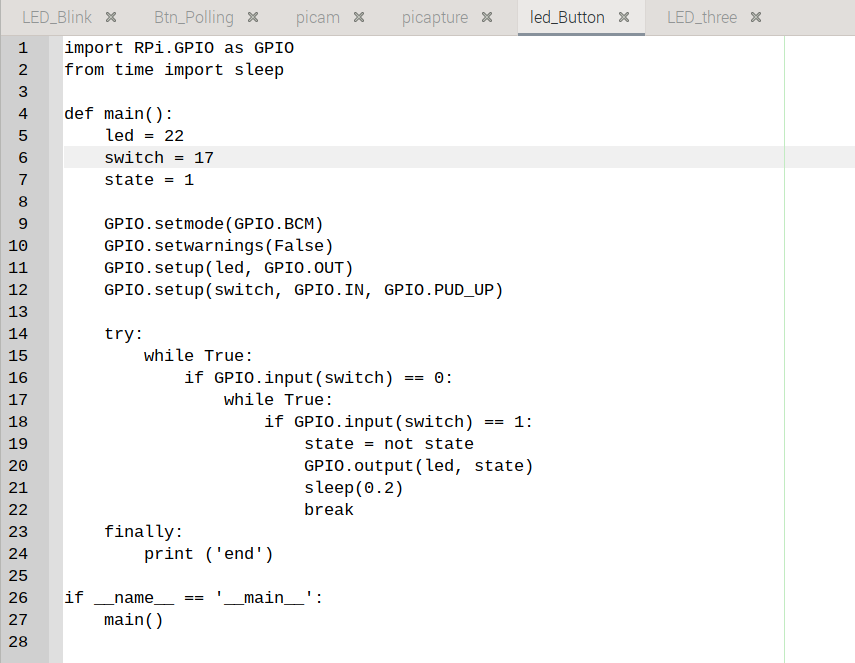 LED_Blink Btn_Polling picam picapture led_Button LED_three
1 import RPi.GPIO as GPIO
2 from time import sleep
3
4 def main():
5     led = 22
6     switch = 17
7     state = 1
8
9     GPIO.setmode(GPIO.BCM)
10     GPIO.setwarnings(False)
11     GPIO.setup(led, GPIO.OUT)
12     GPIO.setup(switch, GPIO.IN, GPIO.PUD_UP)
13
14     try:
15         while True:
16             if GPIO.input(switch) == 0:
17                 while True:
18                     if GPIO.input(switch) == 1:
19                         state = not state
20                         GPIO.output(led, state)
21                         sleep(0.2)
22                         break
23     finally:
24         print ('end')
25
26 if __name__ == '__main__':
27     main()
28